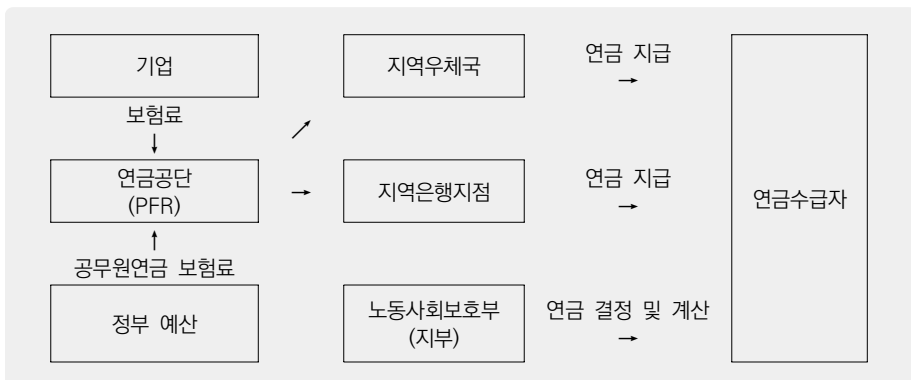 기업
지역우체국
연금 지급
→
보험료
↓
↗
연금공단
(PFR)
→
지역은행지점
연금 지급
→
연금수급자
↑
공무원연금 보험료
정부 예산
노동사회보호부
(지부)
연금 결정 및 계산
→